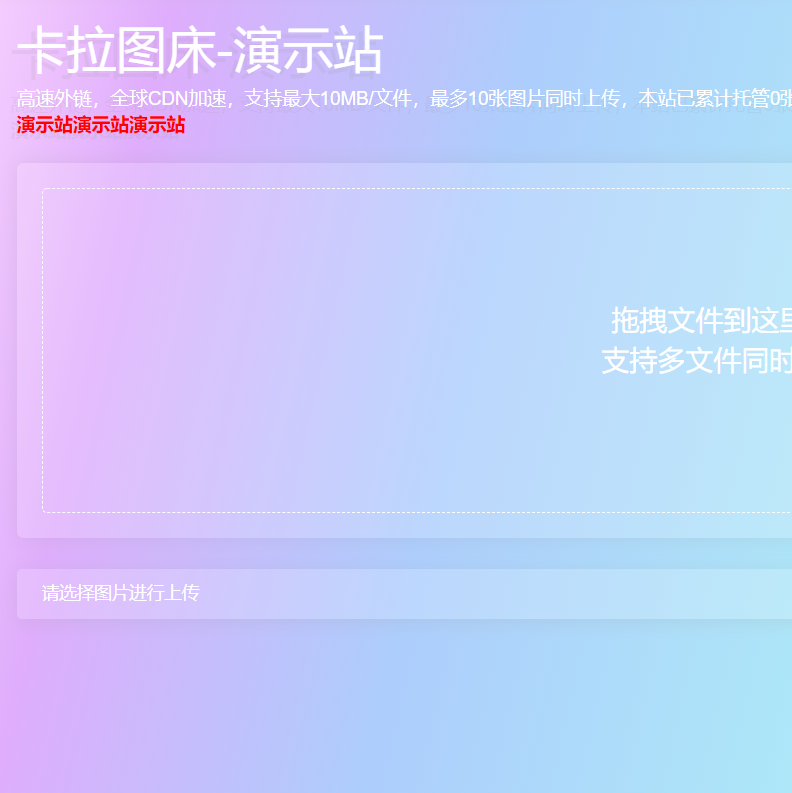 卡拉图床-演示站
高速外链，全球CDN加速，支持最大10MB/文件，最多10张图片同时上传，本站已累计托管0张
演示站演示站演示站
拖拽文件到这里
支持多文件同时
请选择图片进行上传